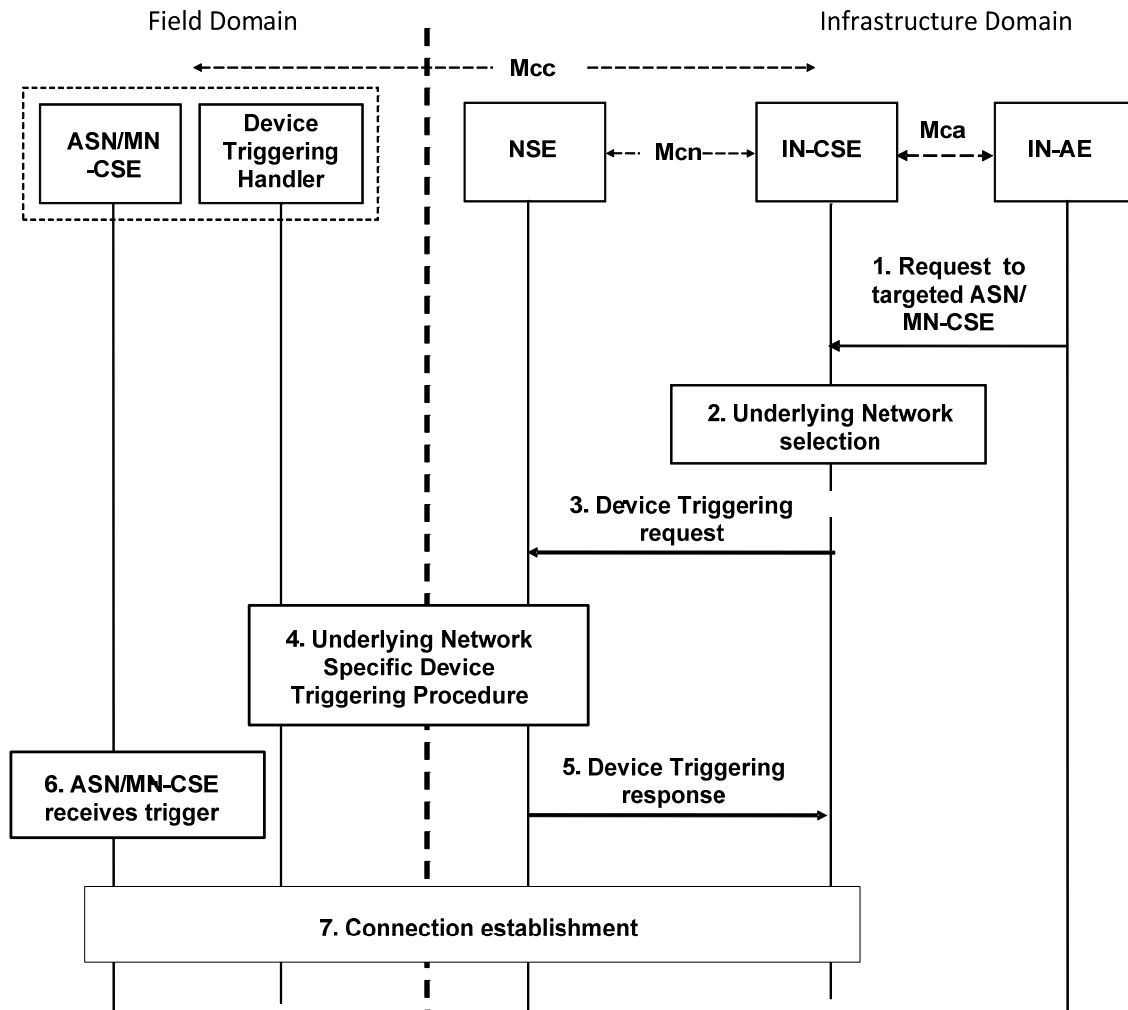 Field Domain
Infrastructure Domain
Mcc
ASN/MN
-CSE
Device
Triggering
Handler
NSE
Mcn
IN-CSE
Mca
IN-AE
1. Request to
targeted ASN/
MN-CSE
2. Underlying Network
selection
3. Device Triggering
request
4. Underlying Network
Specific Device
Triggering Procedure
5. Device Triggering
response
6. ASN/MN-CSE
receives trigger
7. Connection establishment